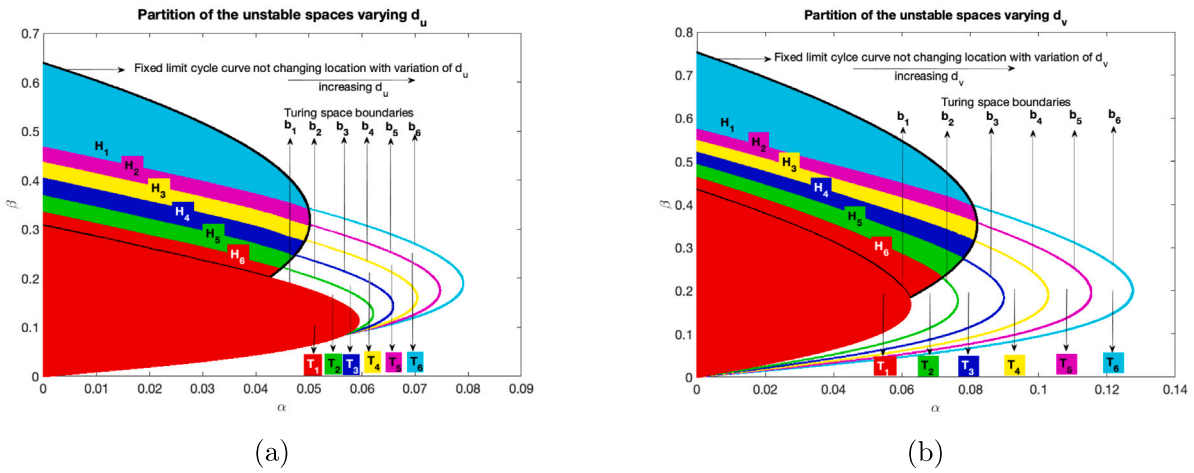 Partition of the unstable spaces varying d_u
0.7
0.6
0.5
0.4
0.3
0.2
0.1
0
β
Fixed limit cycle curve not changing location with variation of d_u
increasing d_u
Turing space boundaries
b_1 b_2 b_3 b_4 b_5 b_6
H_1
H_2
H_3
H_4
H_5
H_6
T_1 T_2 T_3 T_4 T_5 T_6
0 0.01 0.02 0.03 0.04 0.05 0.06 0.07 0.08 0.09
α
(a)
Partition of the unstable spaces varying d_v
0.8
0.7
0.6
0.5
0.4
0.3
0.2
0.1
0
β
Fixed limit cylce curve not changing location with variation of d_v
increasing d_v
Turing space boundaries
b_1 b_2 b_3 b_4 b_5 b_6
H_1
H_2
H_3
H_4
H_5
H_6
T_1 T_2 T_3 T_4 T_5 T_6
0 0.02 0.04 0.06 0.08 0.1 0.12 0.14
α
(b)